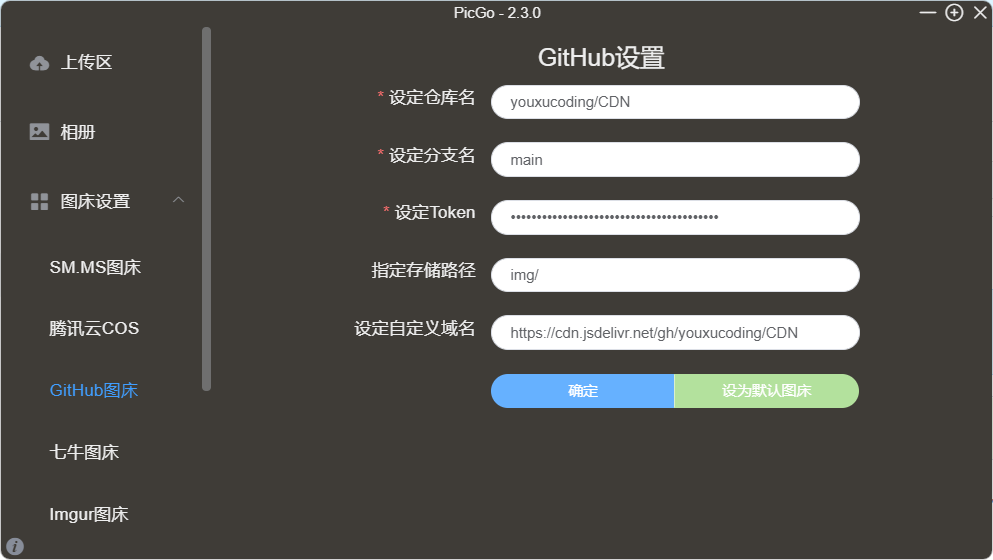 PicGo - 2.3.0
上传区
相册
图床设置
SM.MS图床
腾讯云COS
GitHub图床
七牛图床
Imgur图床
GitHub设置
* 设定仓库名
youxucoding/CDN
* 设定分支名
main
* 设定Token
••••••••••••••••••••••••••••••••••••••••
指定存储路径
img/
设定自定义域名
https://cdn.jsdelivr.net/gh/youxucoding/CDN
确定
设为默认图床